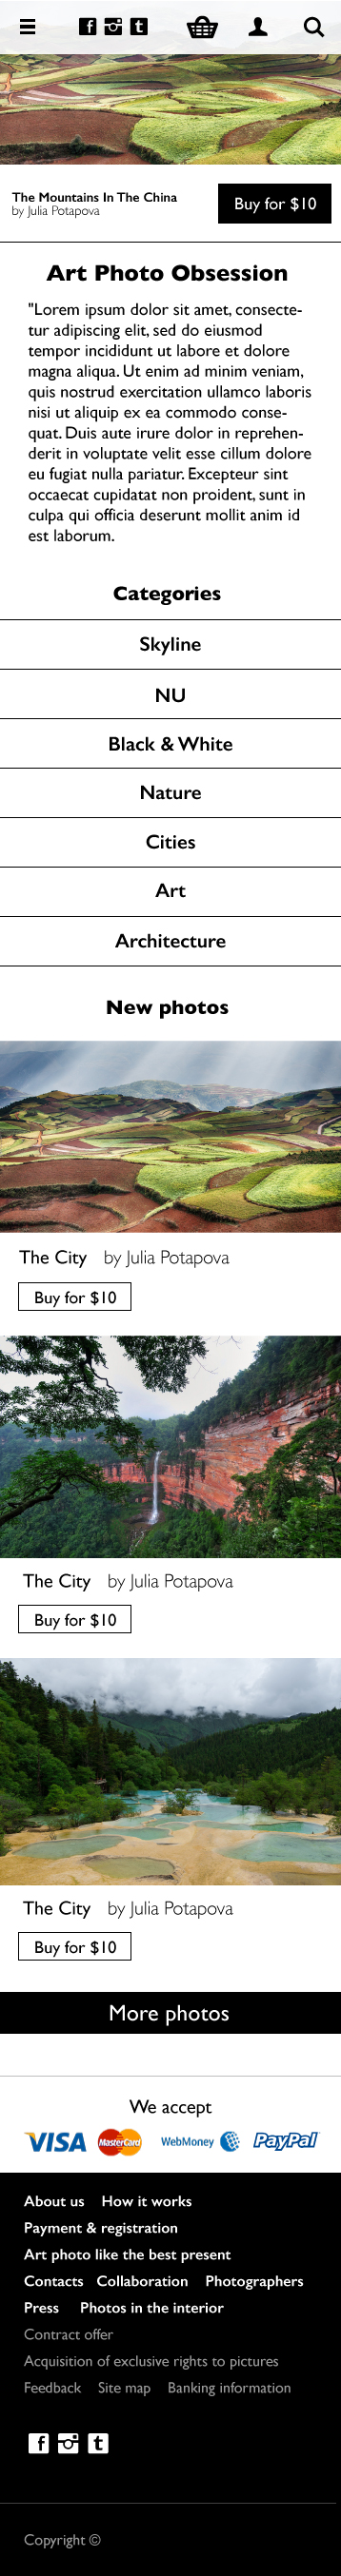 The Mountains In The China
by Julia Potapova
Buy for $10
Art Photo Obsession
"Lorem ipsum dolor sit amet, consecte-
tur adipiscing elit, sed do eiusmod
tempor incididunt ut labore et dolore
magna aliqua. Ut enim ad minim veniam,
quis nostrud exercitation ullamco laboris
nisi ut aliquip ex ea commodo conse-
quat. Duis aute irure dolor in reprehen-
derit in voluptate velit esse cillum dolore
eu fugiat nulla pariatur. Excepteur sint
occaecat cupidatat non proident, sunt in
culpa qui officia deserunt mollit anim id
est laborum.
Categories
Skyline
NU
Black & White
Nature
Cities
Art
Architecture
New photos
The City by Julia Potapova
Buy for $10
The City by Julia Potapova
Buy for $10
The City by Julia Potapova
Buy for $10
More photos
We accept
VISA MasterCard WebMoney PayPal
About us How it works
Payment & registration
Art photo like the best present
Contacts Collaboration Photographers
Press Photos in the interior
Contract offer
Acquisition of exclusive rights to pictures
Feedback Site map Banking information
Copyright ©